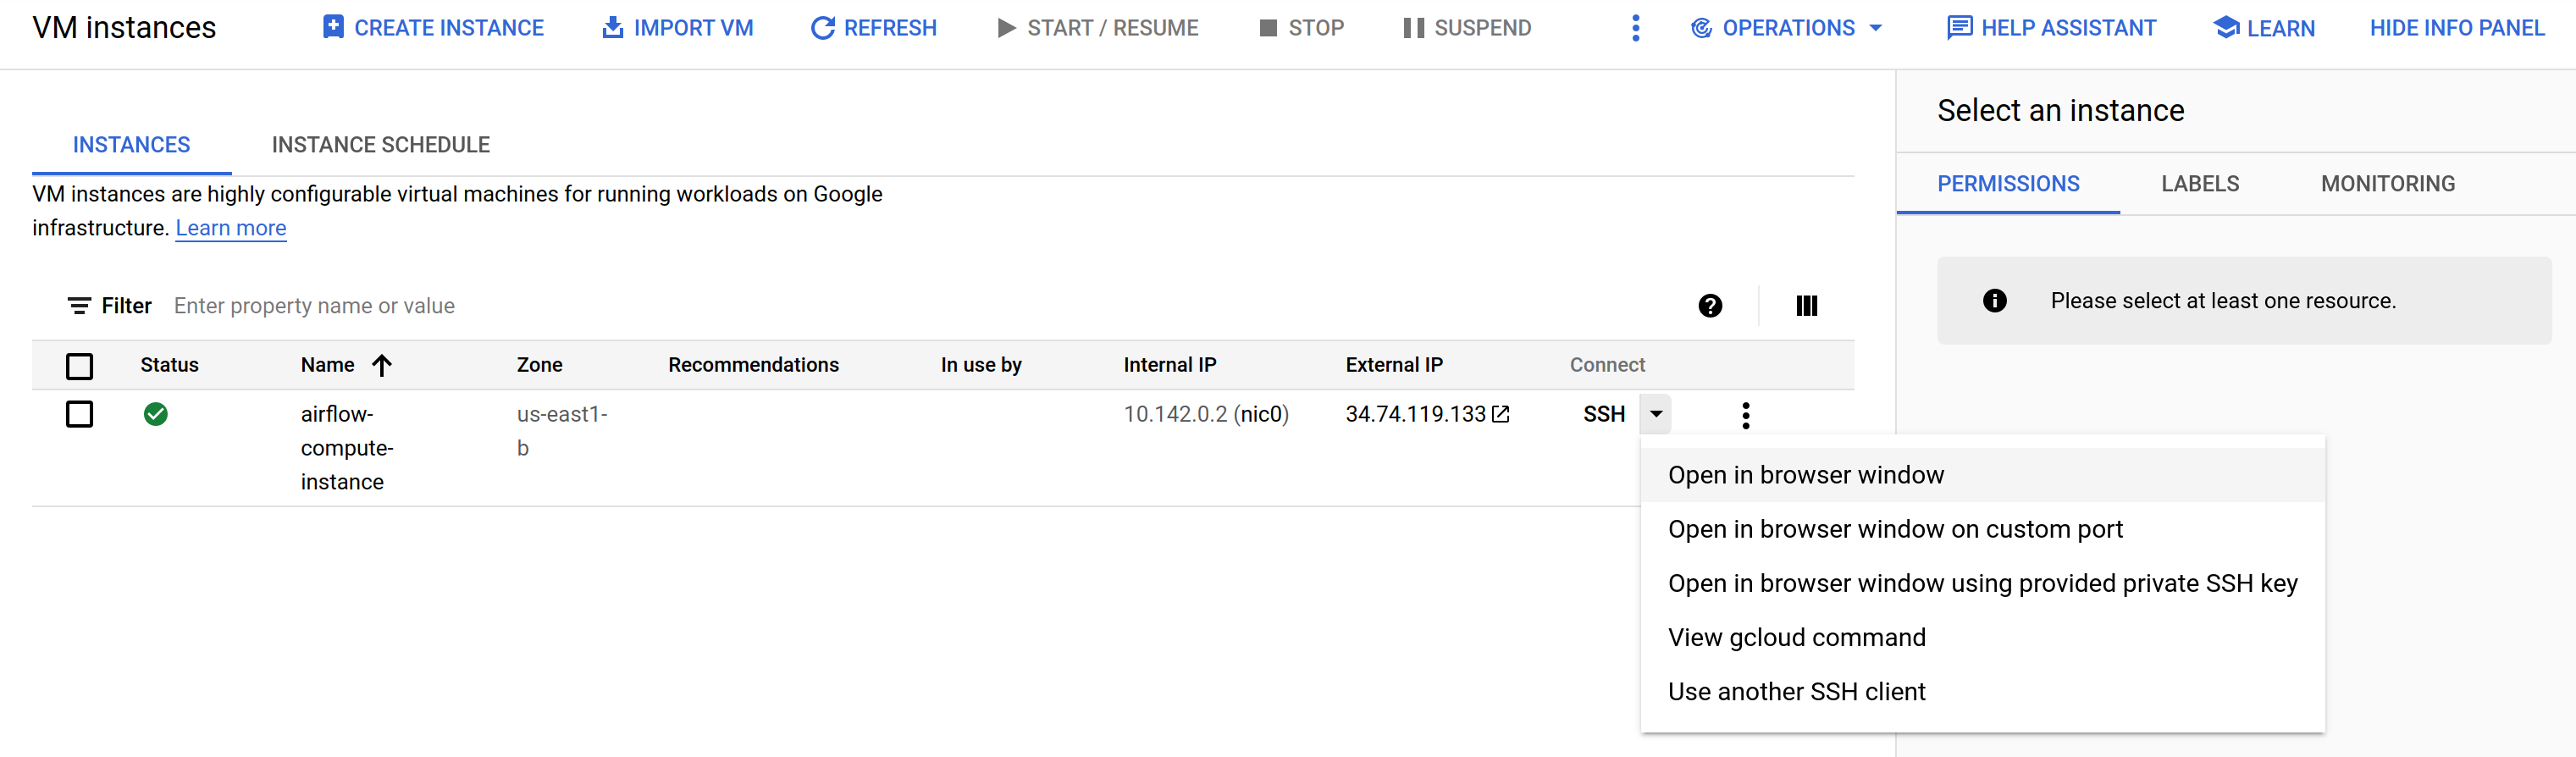 VM instances CREATE INSTANCE IMPORT VM REFRESH START / RESUME STOP SUSPEND OPERATIONS HELP ASSISTANT LEARN HIDE INFO PANEL
Select an instance
INSTANCES INSTANCE SCHEDULE
PERMISSIONS LABELS MONITORING
VM instances are highly configurable virtual machines for running workloads on Google
infrastructure. Learn more
Please select at least one resource.
Filter Enter property name or value
Status Name Zone Recommendations In use by Internal IP External IP Connect
airflow- us-east1- 10.142.0.2 (nic0) 34.74.119.133 SSH
compute- b
instance
Open in browser window
Open in browser window on custom port
Open in browser window using provided private SSH key
View gcloud command
Use another SSH client